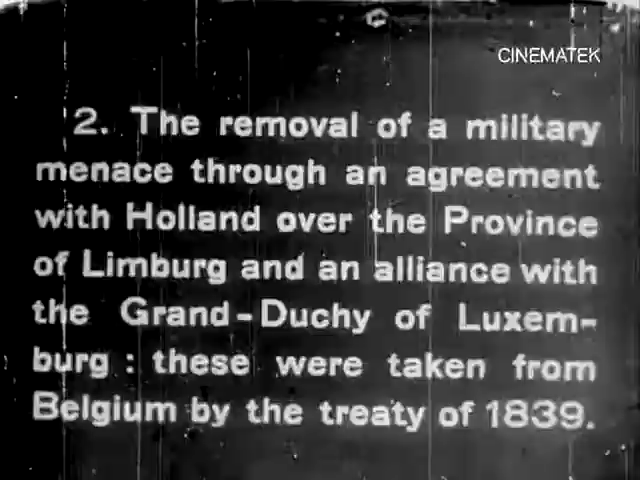 CINEMATEK
2. The removal of a military
menace through an agreement
with Holland over the Province
of Limburg and an alliance with
the Grand-Duchy of Luxem-
burg : these were taken from
Belgium by the treaty of 1839.